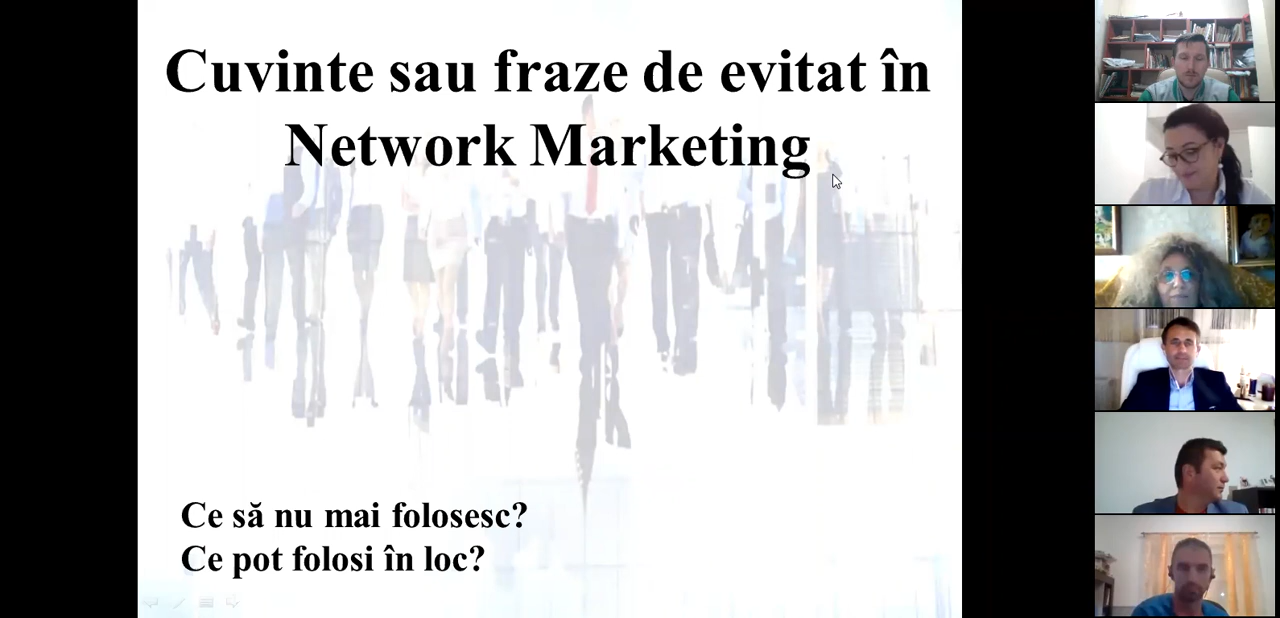 Cuvinte sau fraze de evitat în
Network Marketing
Ce să nu mai folosesc?
Ce pot folosi în loc?